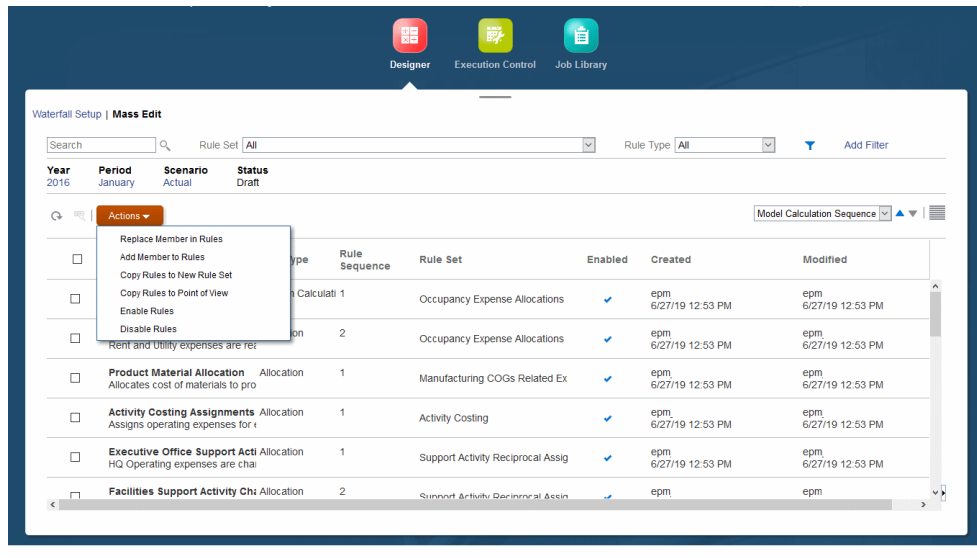 Designer Execution Control Job Library
Waterfall Setup | Mass Edit
Search Rule Set All Rule Type All Add Filter
Year Period Scenario Status
2016 January Actual Draft
Actions Model Calculation Sequence
Replace Member in Rules
Add Member to Rules
Copy Rules to New Rule Set
Copy Rules to Point of View
Enable Rules
Disable Rules
ype Rule Sequence Rule Set Enabled Created Modified
Calculati 1 Occupancy Expense Allocations epm epm
6/27/19 12:53 PM 6/27/19 12:53 PM
ion 2 Occupancy Expense Allocations epm epm
Rent and Utility expenses are rea 6/27/19 12:53 PM 6/27/19 12:53 PM
Product Material Allocation Allocation 1 Manufacturing COGs Related Ex epm epm
Allocates cost of materials to pro 6/27/19 12:53 PM 6/27/19 12:53 PM
Activity Costing Assignments Allocation 1 Activity Costing epm epm
Assigns operating expenses for 6/27/19 12:53 PM 6/27/19 12:53 PM
Executive Office Support Acti Allocation 1 Support Activity Reciprocal Assig epm epm
HQ Operating expenses are cha 6/27/19 12:53 PM 6/27/19 12:53 PM
Facilities Support Activity Cha Allocation 2 Support Activity Reciprocal Assig epm epm